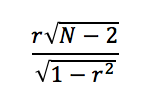 r√N − 2
√1 − r²